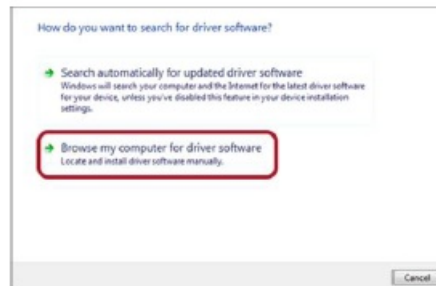 How do you want to search for driver software?
Search automatically for updated driver software
Windows will search your computer and the Internet for the latest driver software
for your device, unless you've disabled this feature in your device installation
settings.
Browse my computer for driver software
Locate and install driver software manually.
Cancel